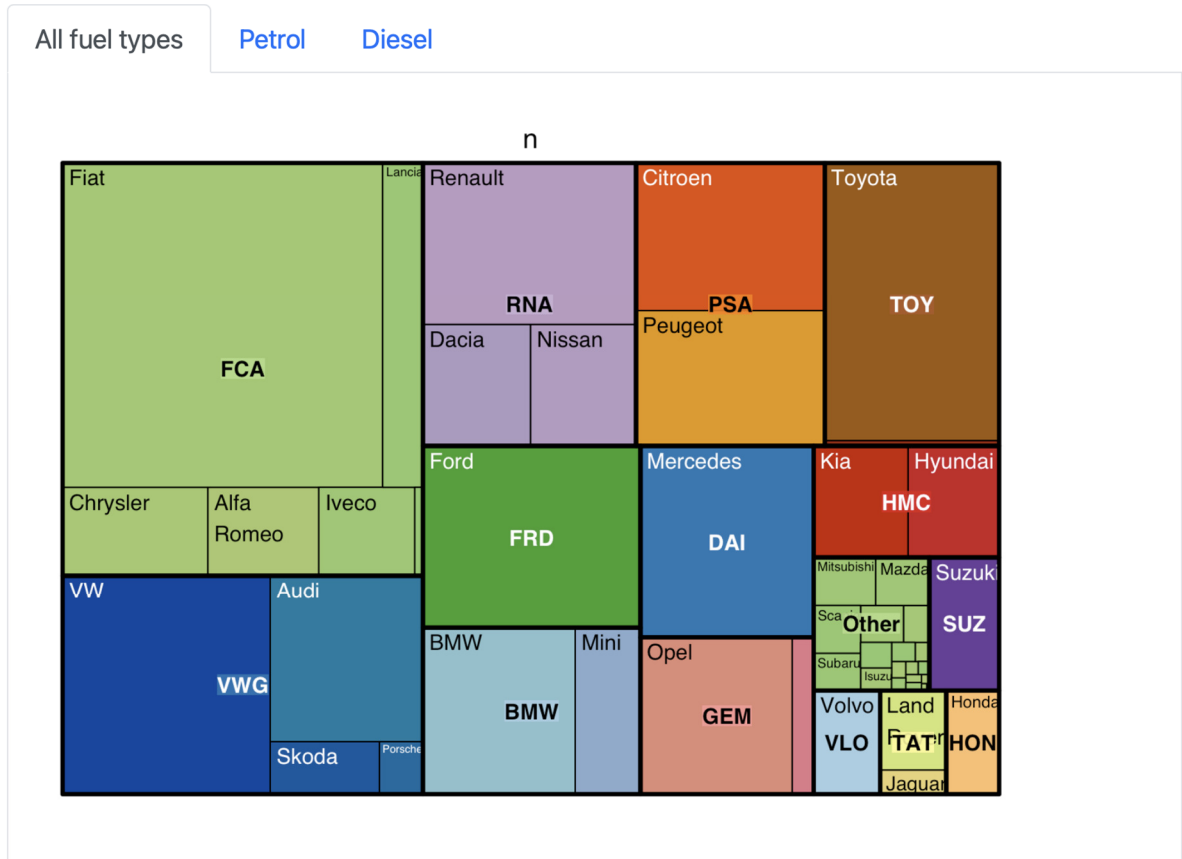 All fuel types
Petrol
Diesel
n
Fiat
Lancia
Renault
Citroen
Toyota
RNA
PSA
TOY
Peugeot
Dacia
Nissan
FCA
Ford
Mercedes
Kia
Hyundai
HMC
Chrysler
Alfa
Romeo
Iveco
FRD
DAI
Mitsubishi
Mazda
Suzuki
VW
Audi
Other
SUZ
BMW
Mini
Opel
Subaru
Isuzu
VWG
BMW
GEM
Volvo
Land
Honda
VLO
TAT
HON
Skoda
Porsche
Jaguar